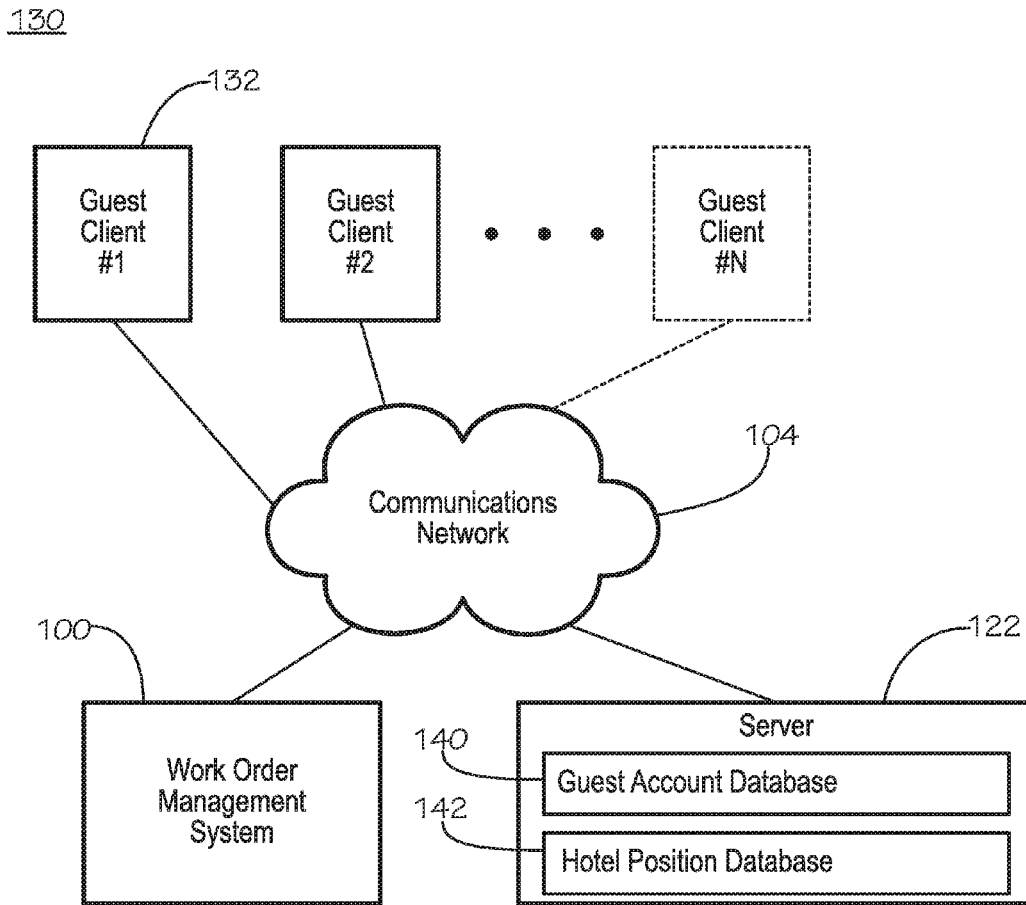 130
132
Guest
Client
#1
Guest
Client
#2
Guest
Client
#N
104
Communications
Network
100
122
Work Order
Management
System
Server
140
Guest Account Database
142
Hotel Position Database